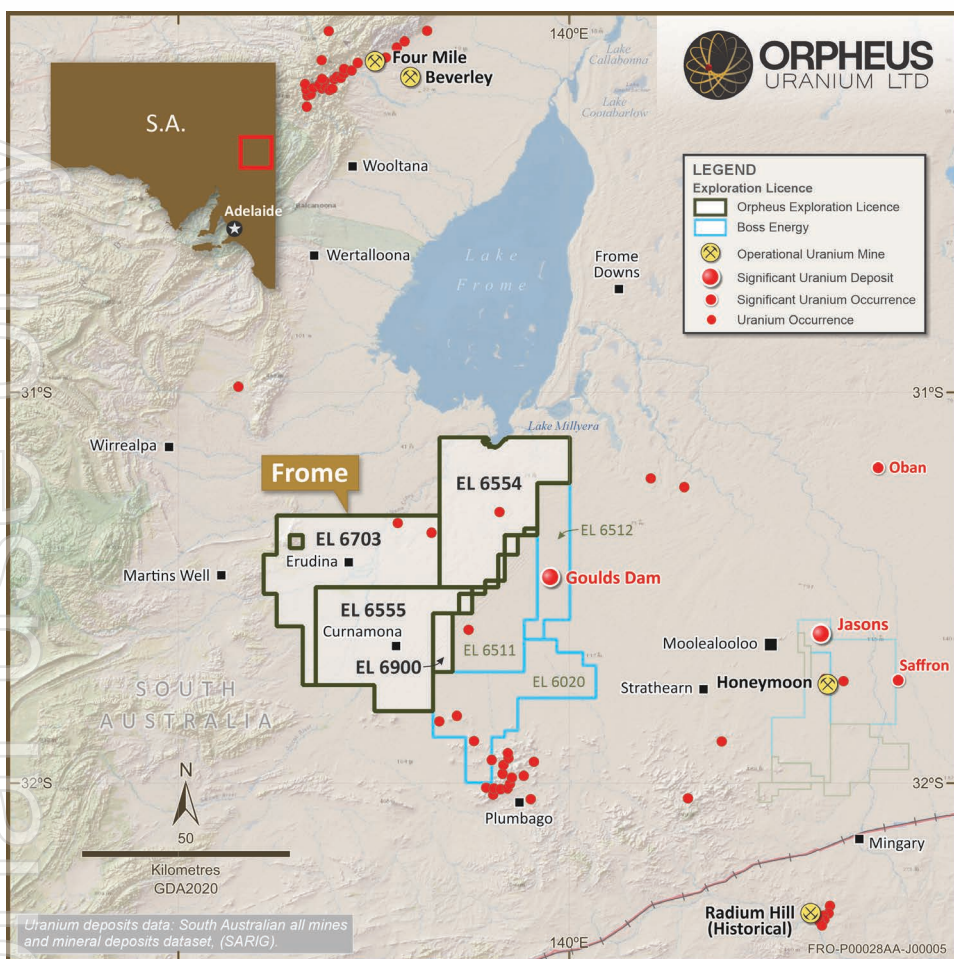 140ºE
Four Mile
Beverley
Lake
Callabonna
Lake
Cootabarlow
ORPHEUS
URANIUM LTD
S.A.
Adelaide
Balcanoona
Wooltana
Wertaloona
Lake
Frome
Frome
Downs
LEGEND
Exploration Licence
Orpheus Exploration Licence
Boss Energy
Operational Uranium Mine
Significant Uranium Deposit
Significant Uranium Occurrence
Uranium Occurrence
31ºS
31ºS
Lake Millyera
Wirrealpa
Frome
EL 6554
Oban
EL 6703
Erudina
EL 6512
Martins Well
Goulds Dam
EL 6555
Curnamona
EL 6900
EL 6511
EL 6020
Jasons
Moolealooloo
Saffron
Strathearn
Honeymoon
SOUTH
AUSTRALIA
32ºS
32ºS
N
50
Kilometres
GDA2020
Plumbago
Mingary
Radium Hill
(Historical)
Uranium deposits data: South Australian all mines
and mineral deposits dataset, (SARIG).
140ºE
FRO-P00028AA-J00005